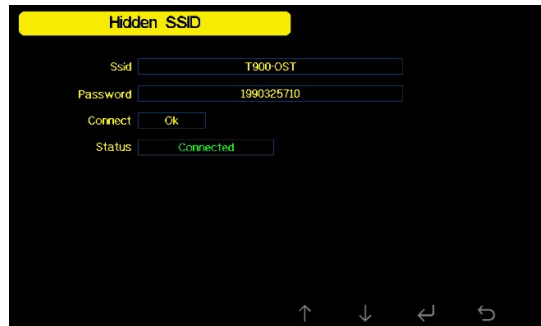 Hidden SSID
Ssid T900-OST
Password 1990325710
Connect Ok
Status Connected